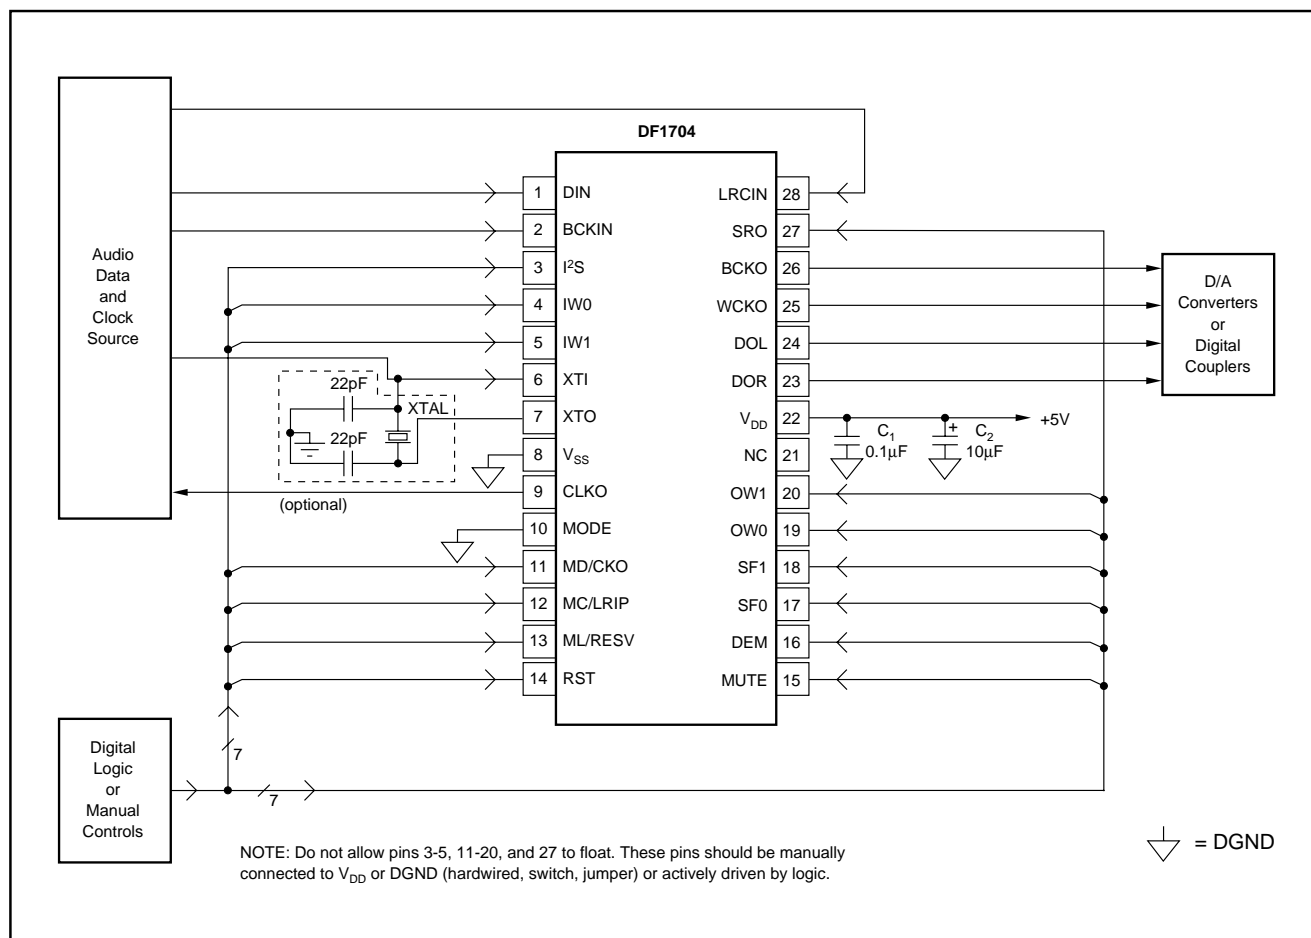 DF1704
Audio
Data
and
Clock
Source
1 DIN
2 BCKIN
3 I²S
4 IW0
5 IW1
6 XTI
7 XTO
8 VSS
9 CLKO
10 MODE
11 MD/CKO
12 MC/LRIP
13 ML/RESV
14 RST
LRCIN 28
SRO 27
BCKO 26
WCKO 25
DOL 24
DOR 23
VDD 22
NC 21
OW1 20
OW0 19
SF1 18
SF0 17
DEM 16
MUTE 15
22pF
XTAL
22pF
(optional)
D/A
Converters
or
Digital
Couplers
+5V
C1
0.1µF
+
C2
10µF
Digital
Logic
or
Manual
Controls
7
7
NOTE: Do not allow pins 3-5, 11-20, and 27 to float. These pins should be manually
connected to VDD or DGND (hardwired, switch, jumper) or actively driven by logic.
= DGND